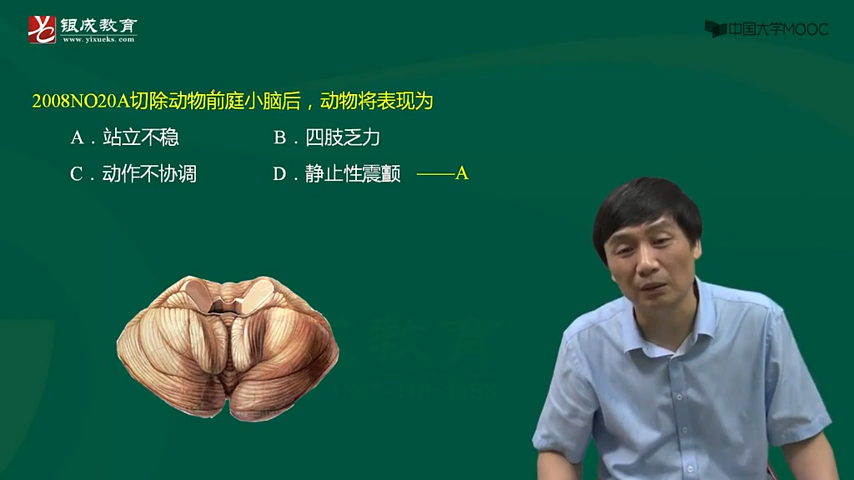 银成教育
www.yixueks.com
中国大学MOOC
2008NO20A切除动物前庭小脑后，动物将表现为
A．站立不稳 B．四肢乏力
C．动作不协调 D．静止性震颤 ——A